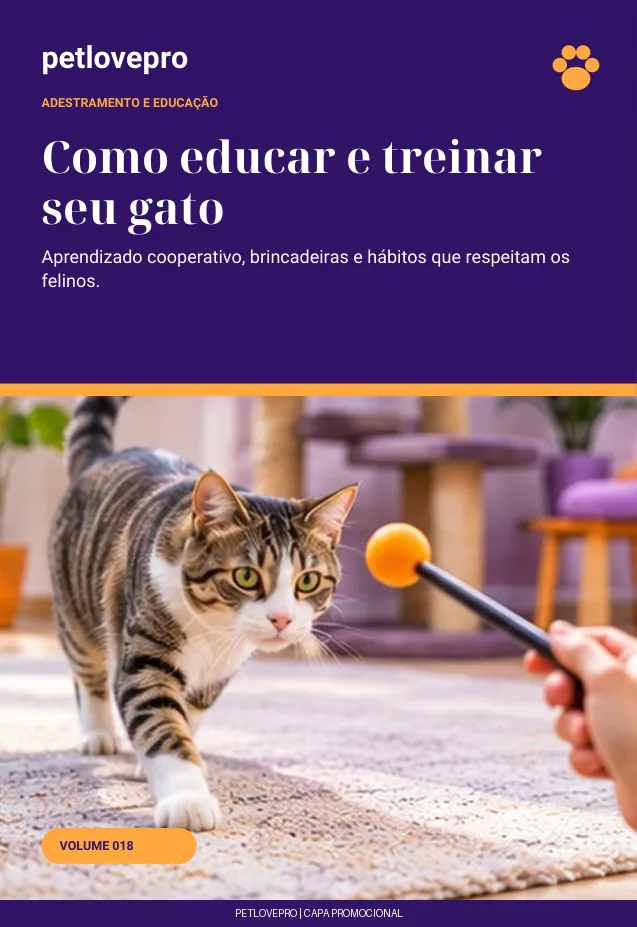 petlovepro
ADESTRAMENTO E EDUCAÇÃO
Como educar e treinar
seu gato
Aprendizado cooperativo, brincadeiras e hábitos que respeitam os
felinos.
VOLUME 018
PETLOVEPRO | CAPA PROMOCIONAL